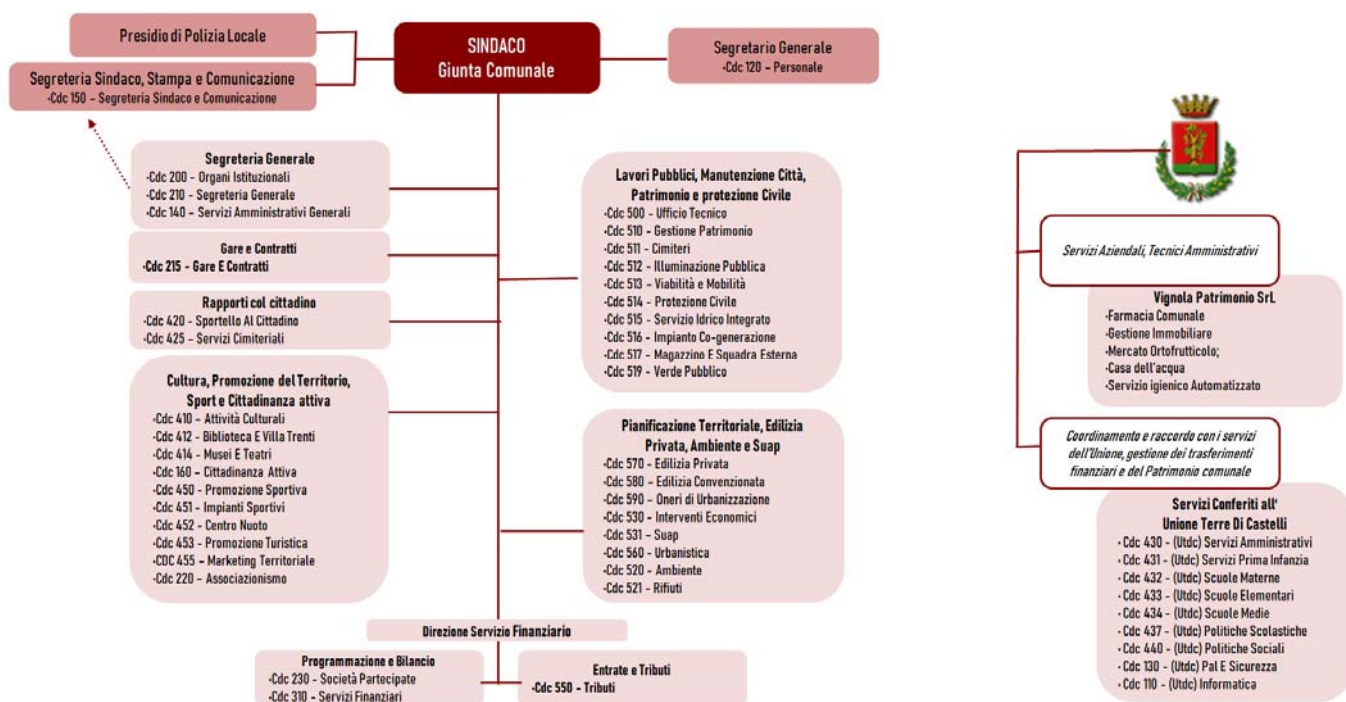 Presidio di Polizia Locale
SINDACO
Giunta Comunale
Segretario Generale
•Cdc 120 – Personale
Segreteria Sindaco, Stampa e Comunicazione
•Cdc 150 – Segreteria Sindaco e Comunicazione
Segreteria Generale
•Cdc 200 – Organi Istituzionali
•Cdc 210 – Segreteria Generale
•Cdc 140 – Servizi Amministrativi Generali
Gare e Contratti
•Cdc 215 – Gare E Contratti
Rapporti col cittadino
•Cdc 420 – Sportello Al Cittadino
•Cdc 425 – Servizi Cimiteriali
Cultura, Promozione del Territorio,
Sport e Cittadinanza attiva
•Cdc 410 – Attività Culturali
•Cdc 412 – Biblioteca E Villa Trenti
•Cdc 414 – Musei E Teatri
•Cdc 160 – Cittadinanza Attiva
•Cdc 450 – Promozione Sportiva
•Cdc 451 – Impianti Sportivi
•Cdc 452 – Centro Nuoto
•Cdc 453 – Promozione Turistica
•CDC 455 – Marketing Territoriale
•Cdc 220 – Associazionismo
Lavori Pubblici, Manutenzione Città,
Patrimonio e protezione Civile
•Cdc 500 – Ufficio Tecnico
•Cdc 510 – Gestione Patrimonio
•Cdc 511 – Cimiteri
•Cdc 512 – Illuminazione Pubblica
•Cdc 513 – Viabilità e Mobilità
•Cdc 514 – Protezione Civile
•Cdc 515 – Servizio Idrico Integrato
•Cdc 516 – Impianto Co-generazione
•Cdc 517 – Magazzino E Squadra Esterna
•Cdc 519 – Verde Pubblico
Pianificazione Territoriale, Edilizia
Privata, Ambiente e Suap
•Cdc 570 – Edilizia Privata
•Cdc 580 – Edilizia Convenzionata
•Cdc 590 – Oneri di Urbanizzazione
•Cdc 530 – Interventi Economici
•Cdc 531 – Suap
•Cdc 560 – Urbanistica
•Cdc 520 – Ambiente
•Cdc 521 – Rifiuti
Direzione Servizio Finanziario
Programmazione e Bilancio
•Cdc 230 – Società Partecipate
•Cdc 310 – Servizi Finanziari
Entrate e Tributi
•Cdc 550 – Tributi
Servizi Aziendali, Tecnici Amministrativi
Vignola Patrimonio SrL
•Farmacia Comunale
•Gestione Immobiliare
•Mercato Ortofrutticolo;
•Casa dell'acqua
•Servizio igienico Automatizzato
Coordinamento e raccordo con i servizi
dell'Unione, gestione dei trasferimenti
finanziari e del Patrimonio comunale
Servizi Conferiti all'
Unione Terre Di Castelli
• Cdc 430 – (Utdc) Servizi Amministrativi
• Cdc 431 – (Utdc) Servizi Prima Infanzia
• Cdc 432 – (Utdc) Scuole Materne
• Cdc 433 – (Utdc) Scuole Elementari
• Cdc 434 – (Utdc) Scuole Medie
• Cdc 437 – (Utdc) Politiche Scolastiche
• Cdc 440 – (Utdc) Politiche Sociali
• Cdc 130 – (Utdc) Pal E Sicurezza
• Cdc 110 – (Utdc) Informatica